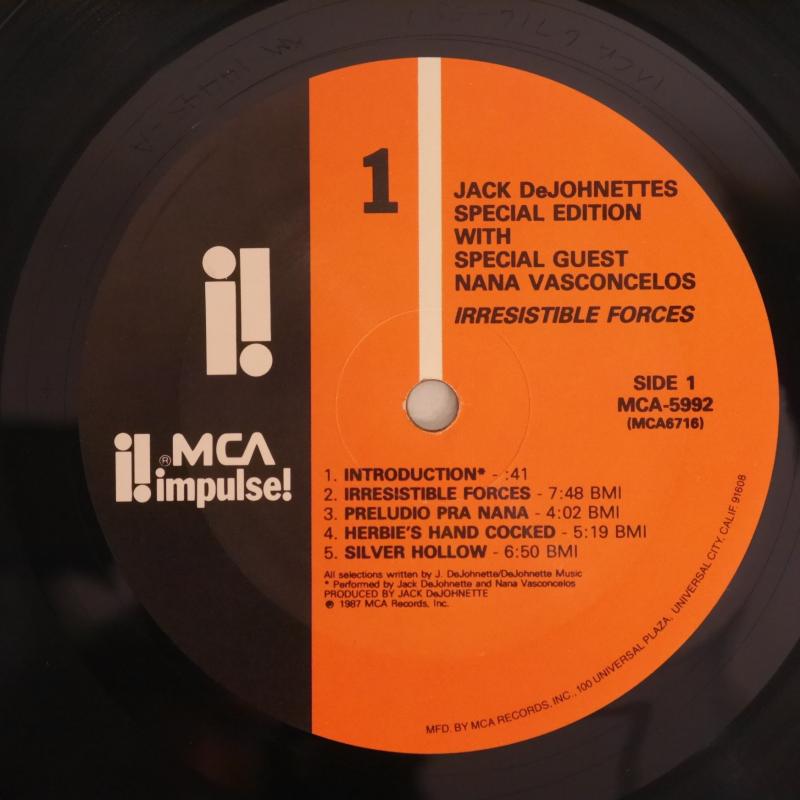 1
JACK DeJOHNETTES
SPECIAL EDITION
WITH
SPECIAL GUEST
NANA VASCONCELOS
IRRESISTIBLE FORCES
SIDE 1
MCA-5992
(MCA6716)
i!
i! ® MCA
impulse!
1. INTRODUCTION* - :41
2. IRRESISTIBLE FORCES - 7:48 BMI
3. PRELUDIO PRA NANA - 4:02 BMI
4. HERBIE'S HAND COCKED - 5:19 BMI
5. SILVER HOLLOW - 6:50 BMI
All selections written by J. DeJohnette/DeJohnette Music
* Performed by Jack DeJohnette and Nana Vasconcelos
PRODUCED BY JACK DeJOHNETTE
℗ 1987 MCA Records, Inc.
MFD. BY MCA RECORDS, INC., 100 UNIVERSAL PLAZA, UNIVERSAL CITY, CALIF. 91608